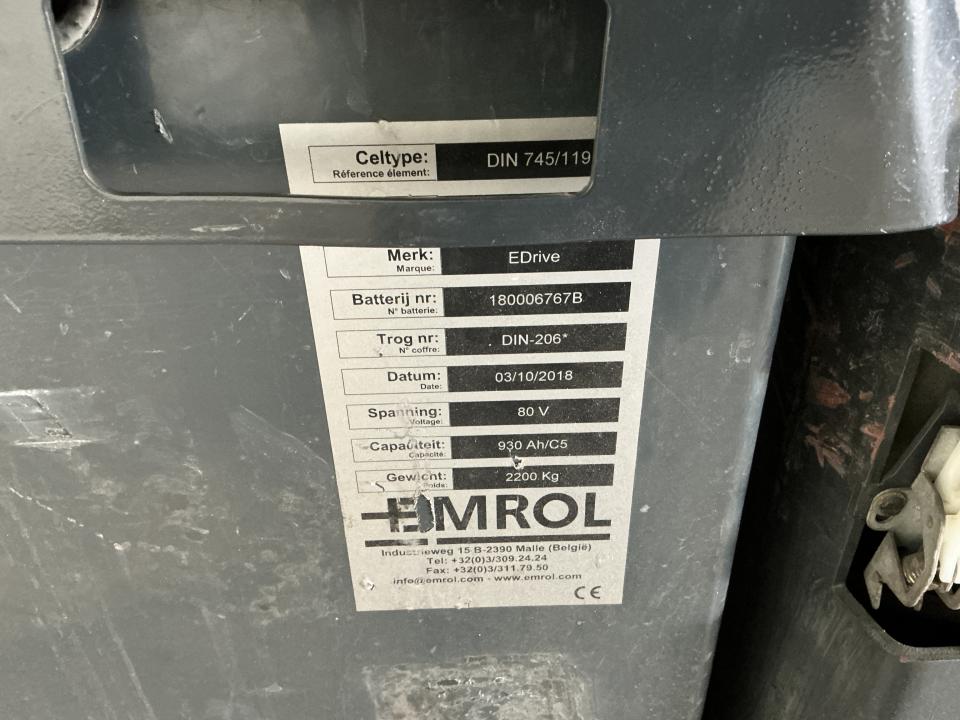 Celtype: DIN 745/119
Réference élement:
Merk: EDrive
Marque:
Batterij nr: 180006767B
N° batterie:
Trog nr: DIN-206*
N° coffre:
Datum: 03/10/2018
Date:
Spanning: 80 V
Voltage:
Capaciteit: 930 Ah/C5
Capacité:
Gewicht: 2200 Kg
Poids:
EMROL
Industrieweg 15 B-2390 Malle (België)
Tel: +32(0)3/309.24.24
Fax: +32(0)3/311.79.50
info@emrol.com - www.emrol.com
CE